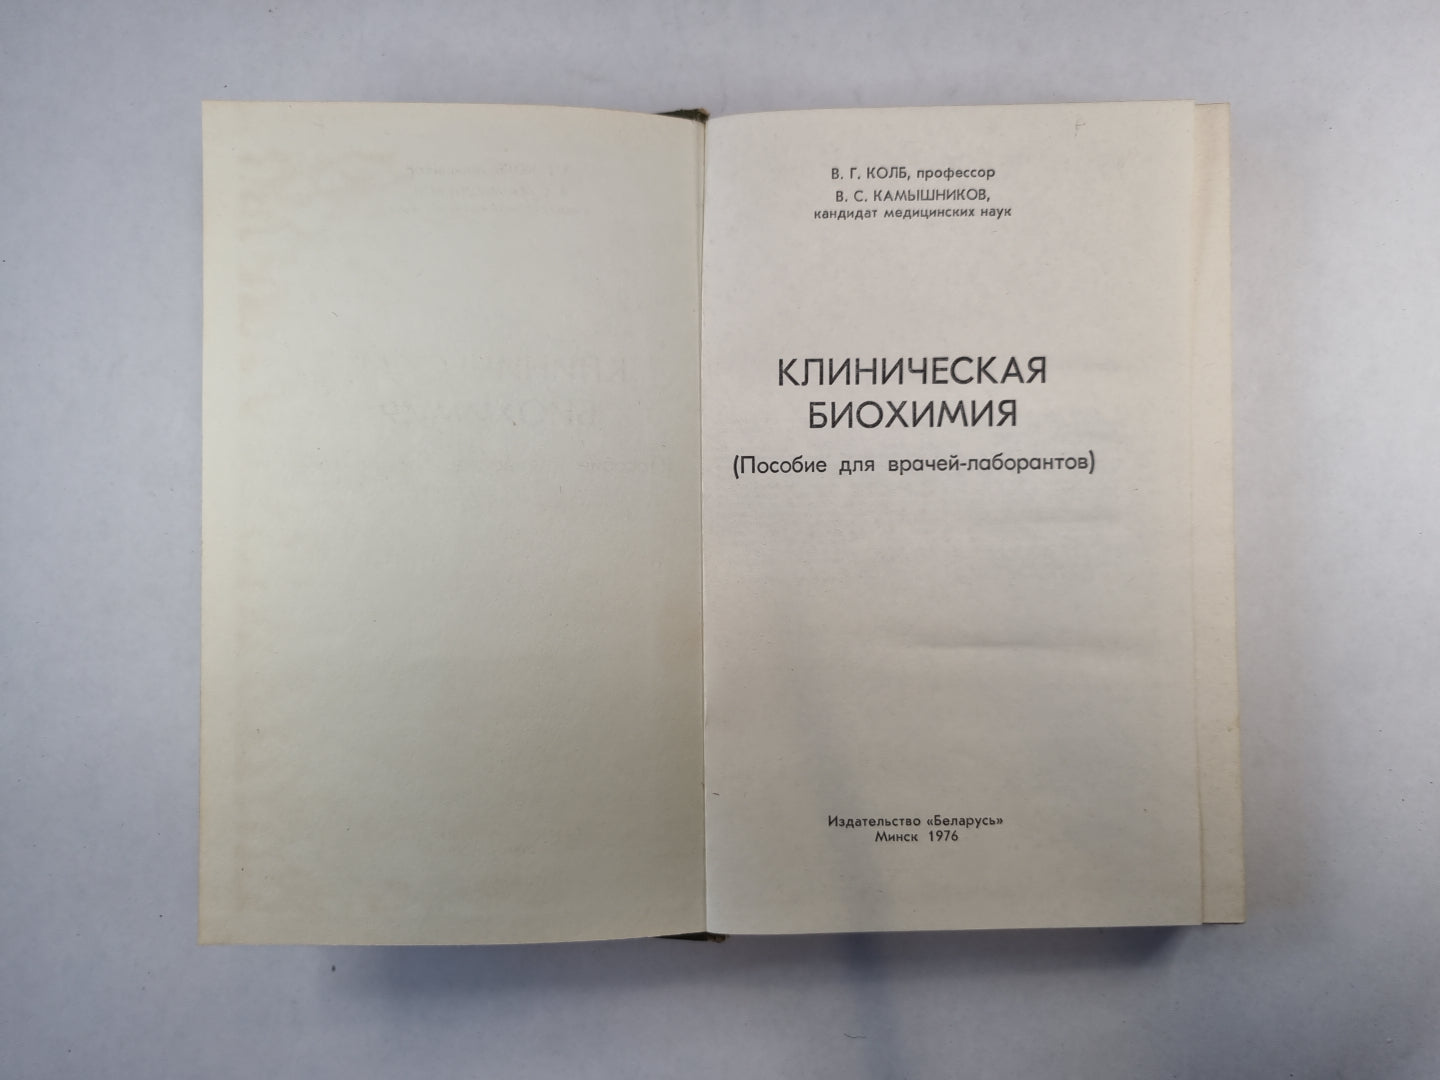 В. Г. КОЛБ, профессор
В. С. КАМЫШНИКОВ,
кандидат медицинских наук
КЛИНИЧЕСКАЯ
БИОХИМИЯ
(Пособие для врачей-лаборантов)
Издательство «Беларусь»
Минск 1976